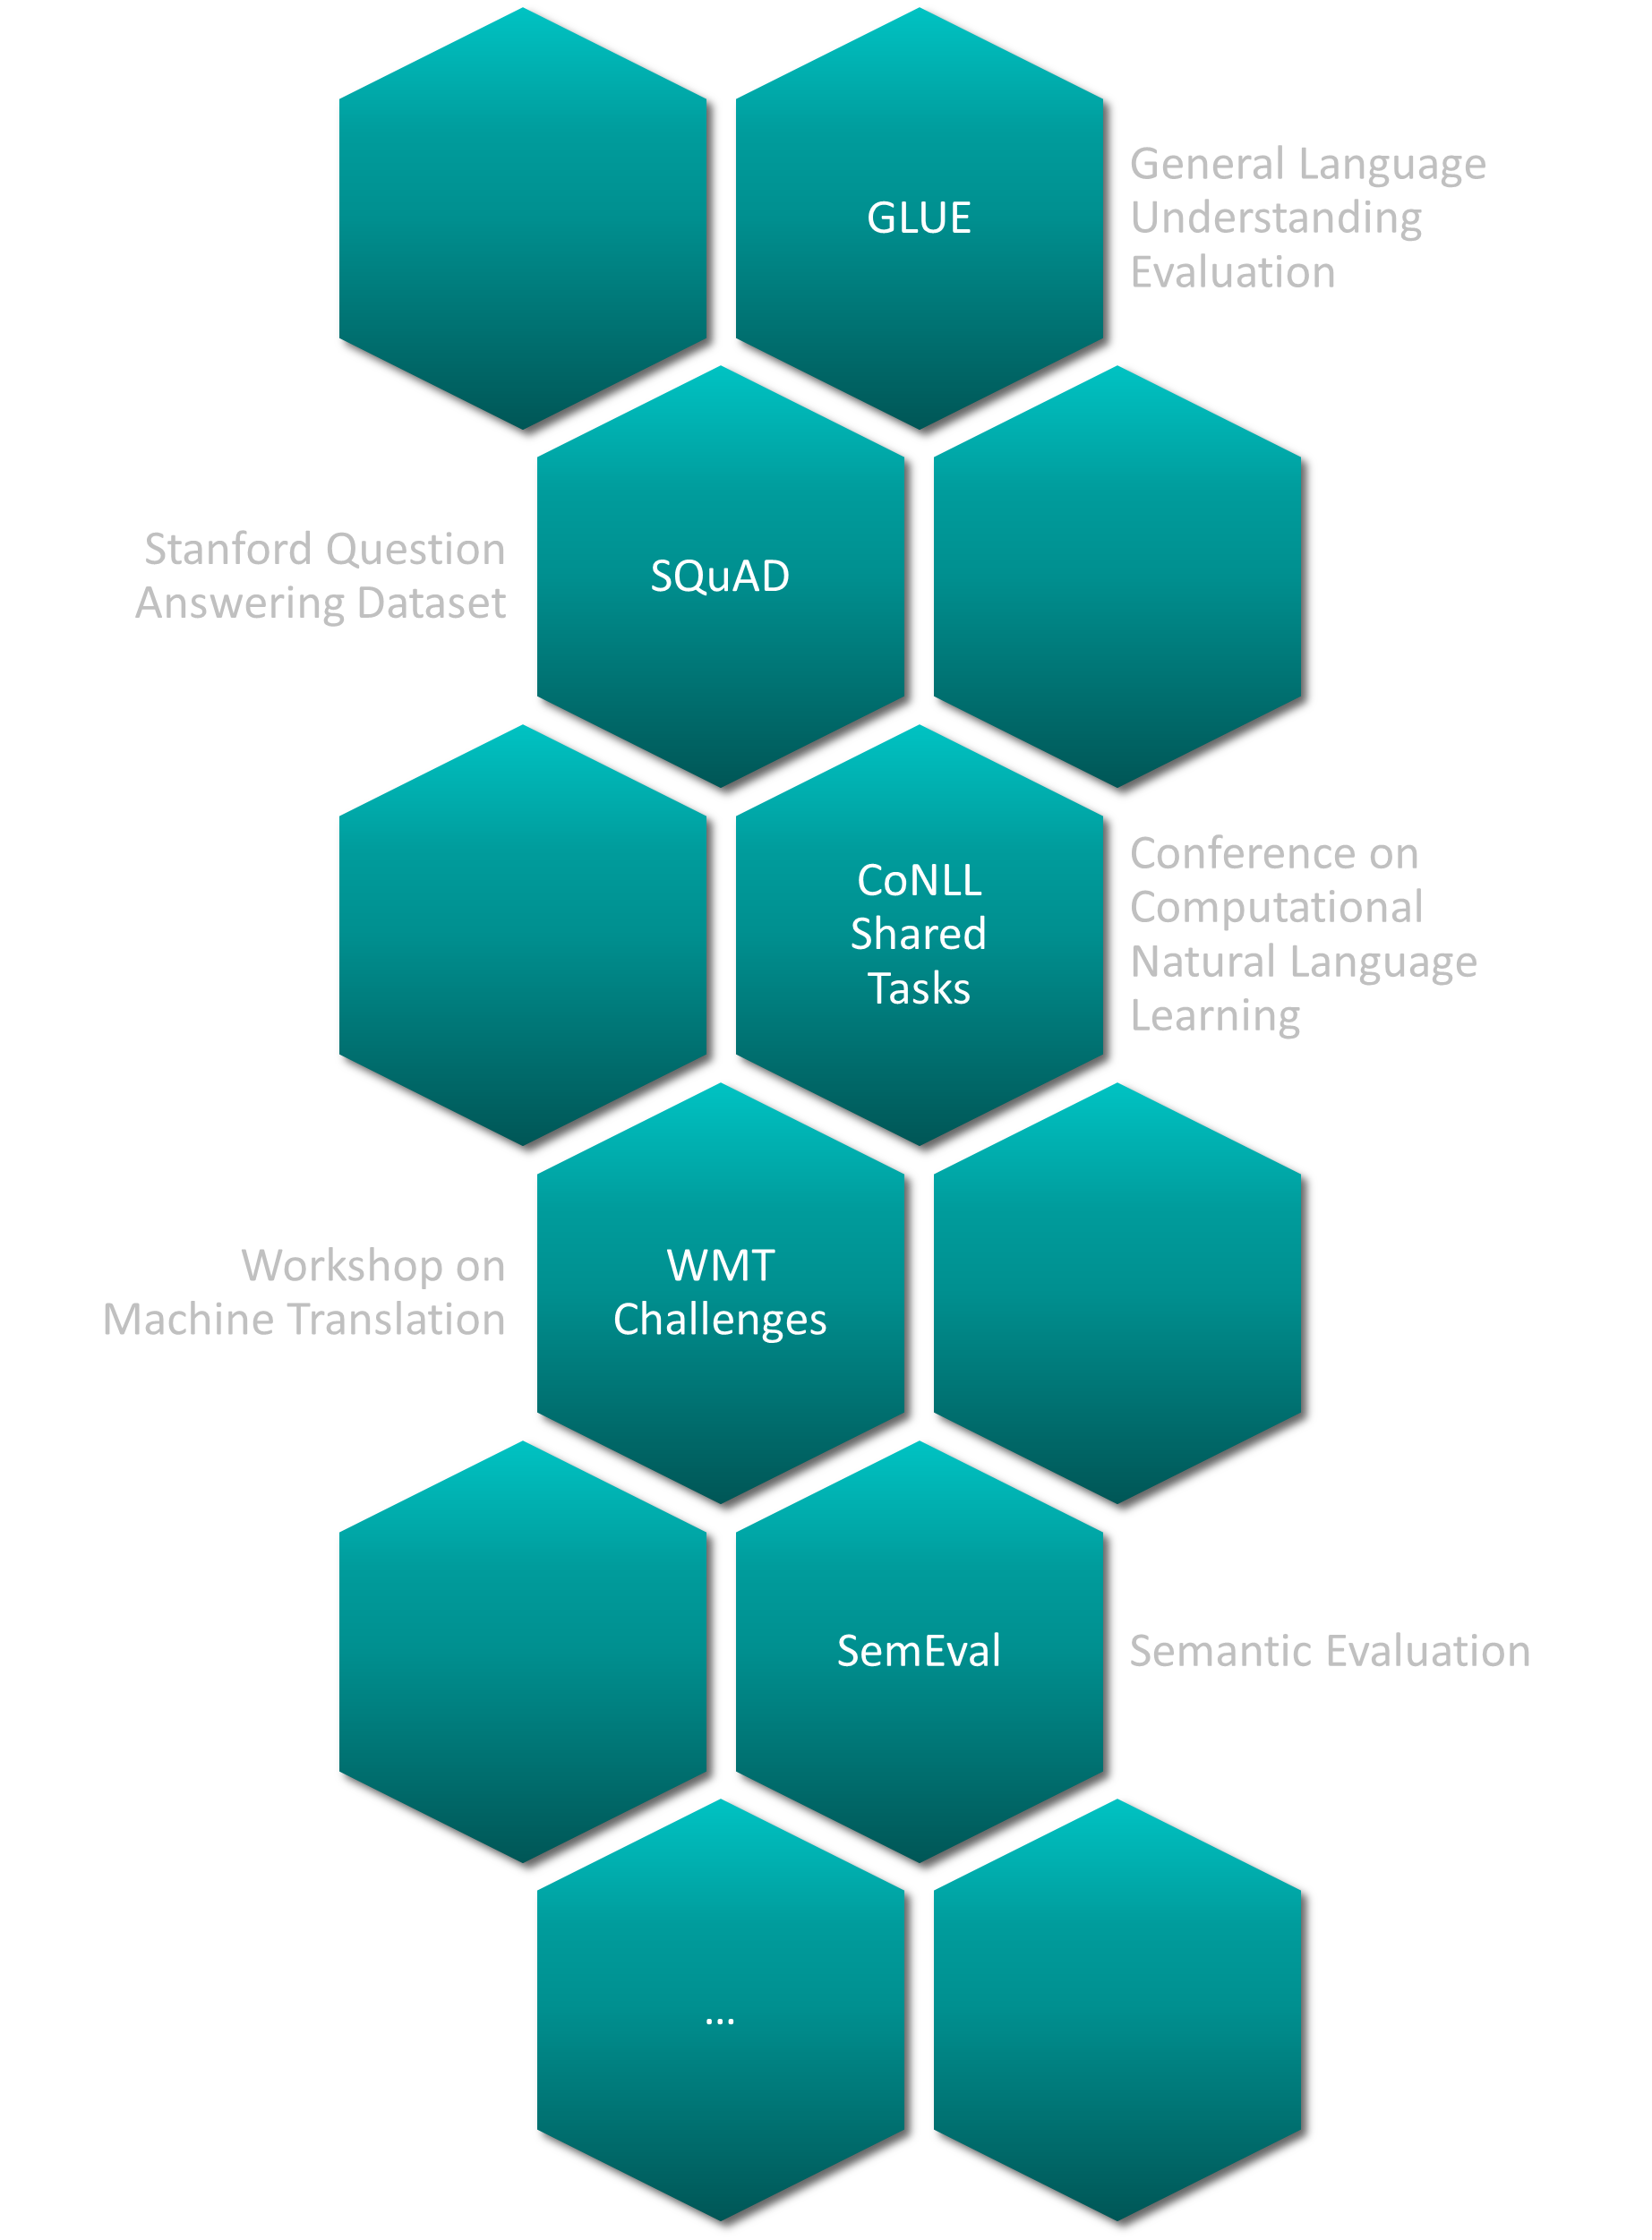 GLUE
General Language
Understanding
Evaluation
Stanford Question
Answering Dataset
SQuAD
CoNLL
Shared
Tasks
Conference on
Computational
Natural Language
Learning
Workshop on
Machine Translation
WMT
Challenges
SemEval
Semantic Evaluation
...